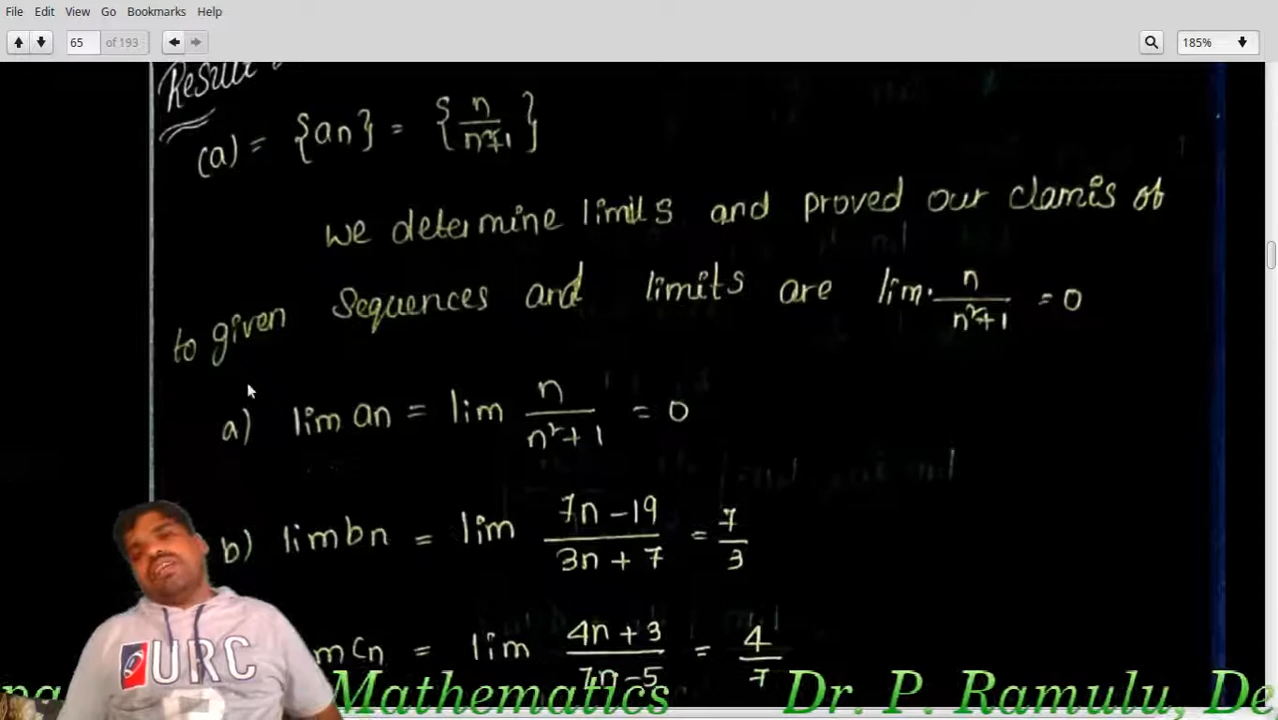 File Edit View Go Bookmarks Help
65 of 193 185%
Result
(a) = {an} = {n/n²+1}
we determine limits and proved our clamis of
to given sequences and limits are lim. n/n²+1 = 0
a) lim an = lim n/n²+1 = 0
b) lim bn = lim 7n-19/3n+7 = 7/3
m Cn = lim 4n+3/7n-5 = 4/7
URC
Mathematics Dr. P. Ramulu, De